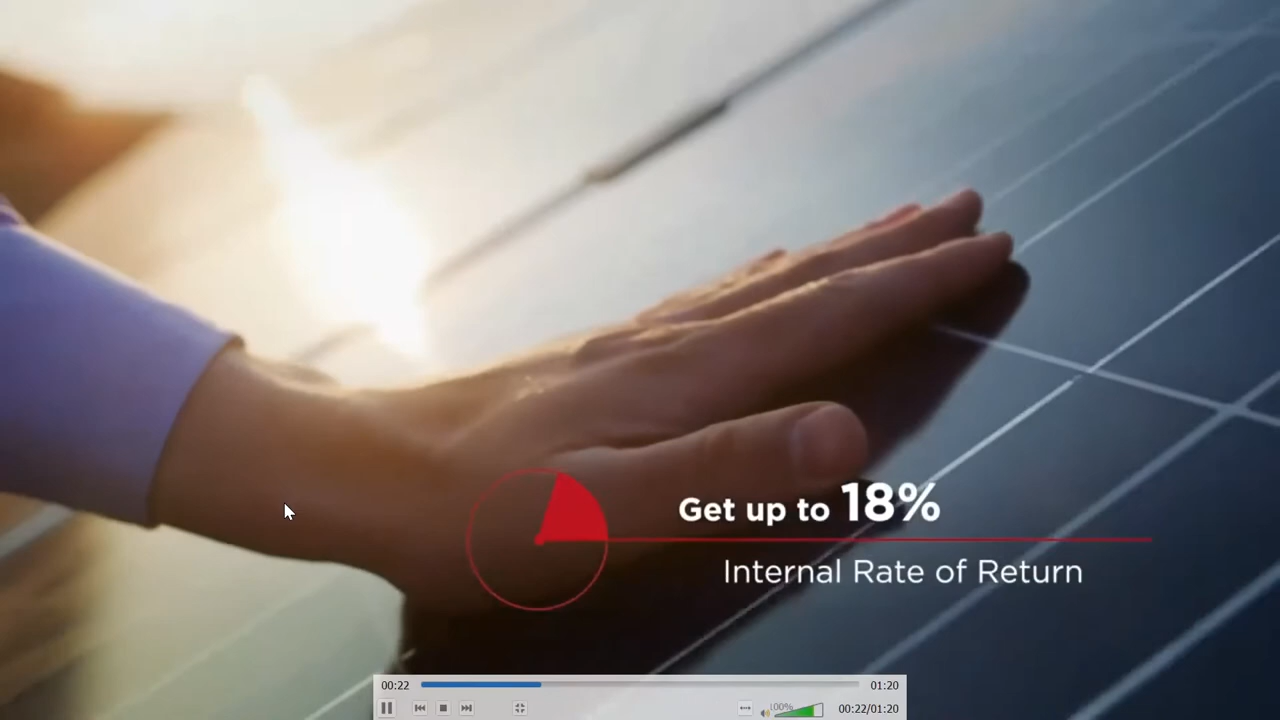 Get up to 18%
Internal Rate of Return
00:22
01:20
100%
00:22/01:20